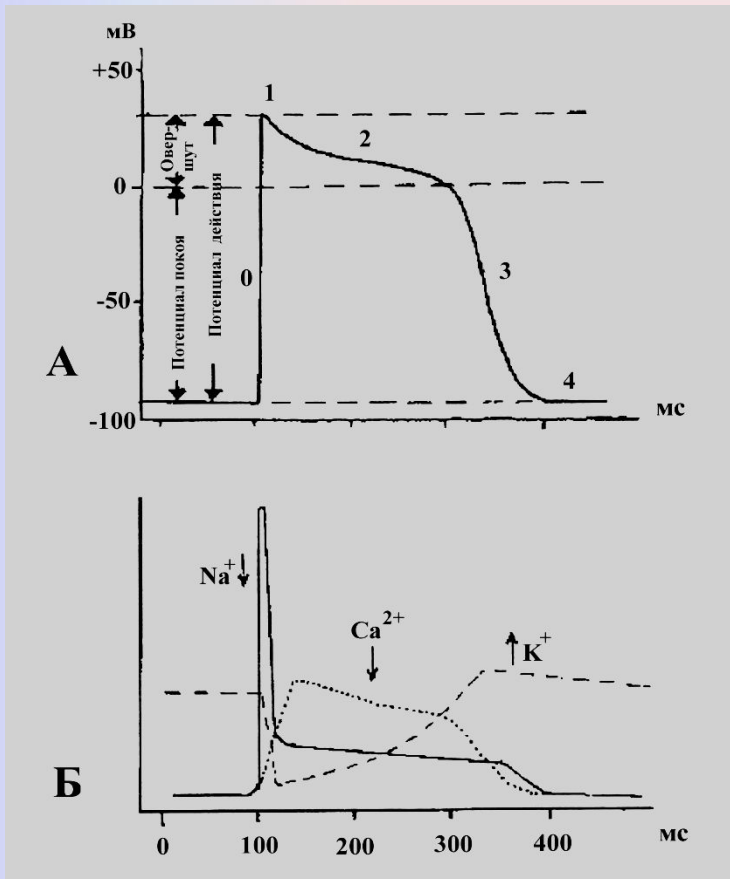 мВ
+50
1
2
Овер-
шут
0
Потенциал покоя
Потенциал действия
0
3
-50
А
4
-100
мс
Na+
Ca2+
K+
Б
0 100 200 300 400 мс